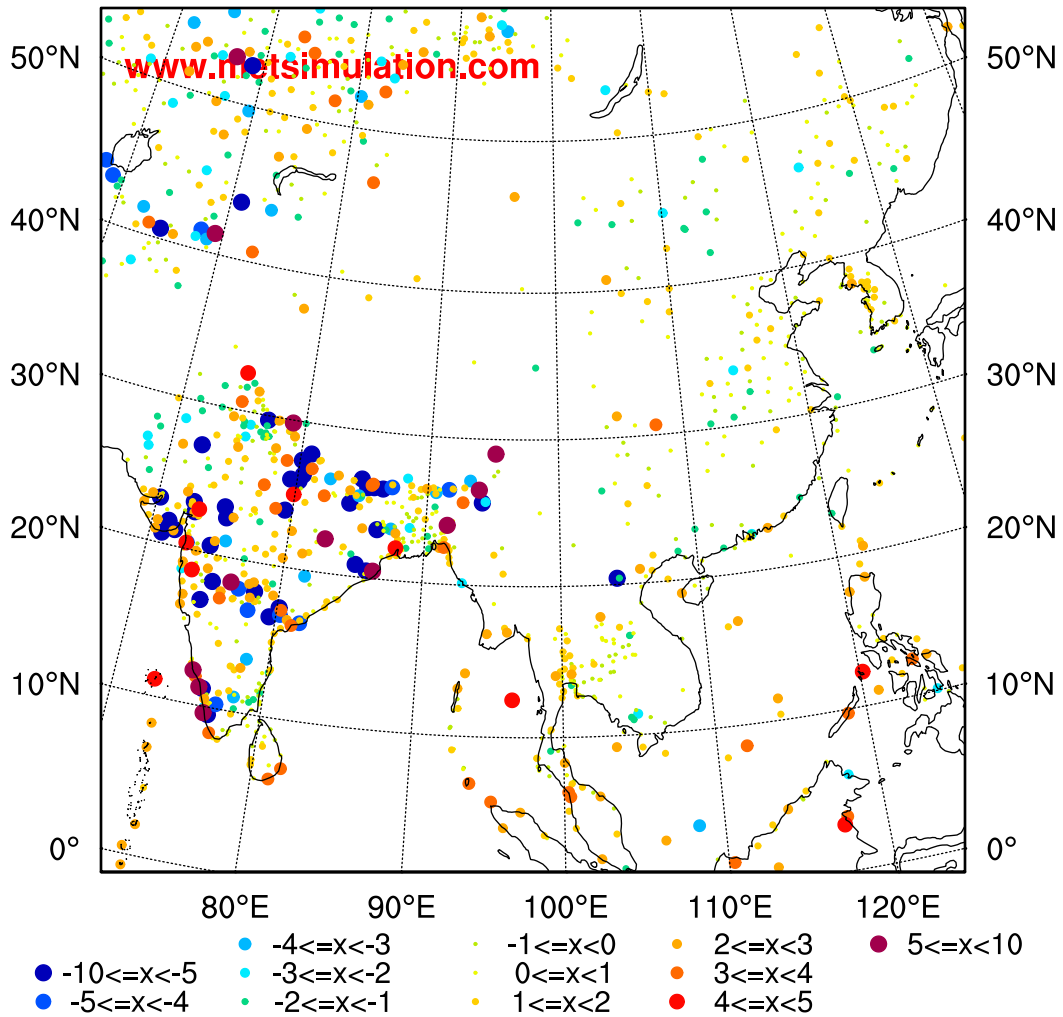 50°N 50°N
www.metsimulation.com
40°N 40°N
30°N 30°N
20°N 20°N
10°N 10°N
0° 0°
80°E 90°E 100°E 110°E 120°E
-4<=x<-3 -1<=x<0 2<=x<3 5<=x<10
-10<=x<-5 -3<=x<-2 0<=x<1 3<=x<4
-5<=x<-4 -2<=x<-1 1<=x<2 4<=x<5